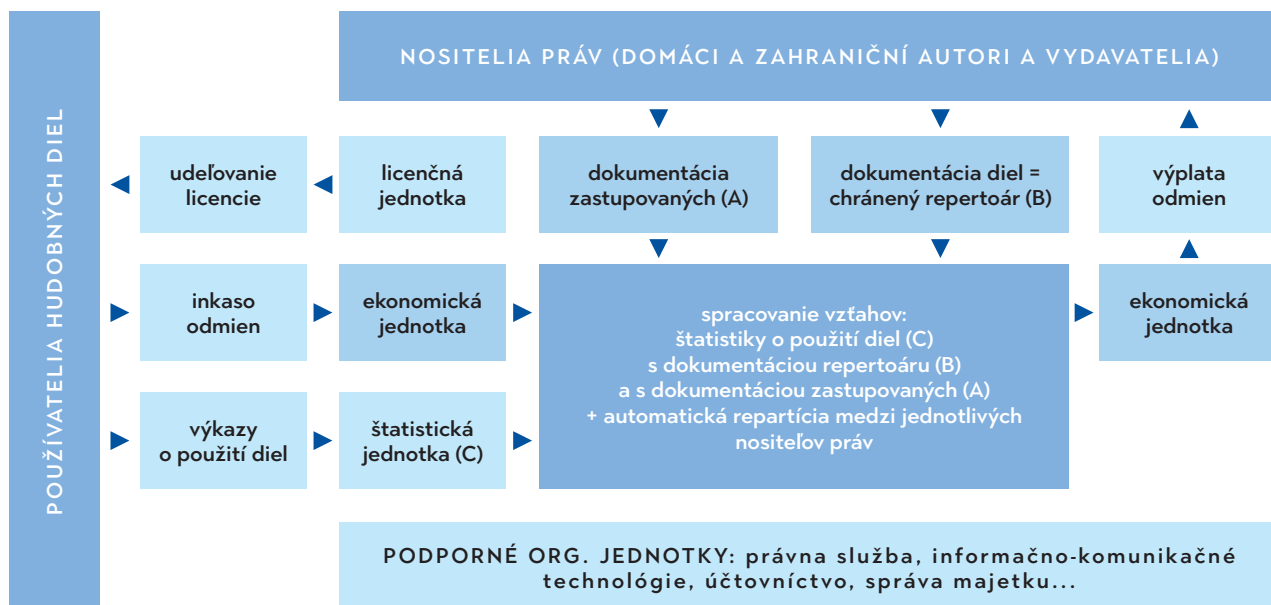 NOSITELIA PRÁV (DOMÁCI A ZAHRANIČNÍ AUTORI A VYDAVATELIA)
POUŽÍVATELIA HUDOBNÝCH DIEL
udeľovanie
licencie
licenčná
jednotka
dokumentácia
zastupovaných (A)
dokumentácia diel =
chránený repertoár (B)
výplata
odmien
inkaso
odmien
ekonomická
jednotka
spracovanie vzťahov:
štatistiky o použití diel (C)
s dokumentáciou repertoáru (B)
a s dokumentáciou zastupovaných (A)
+ automatická repartícia medzi jednotlivých
nositeľov práv
ekonomická
jednotka
výkazy
o použití diel
štatistická
jednotka (C)
PODPORNÉ ORG. JEDNOTKY: právna služba, informačno-komunikačné
technológie, účtovníctvo, správa majetku...